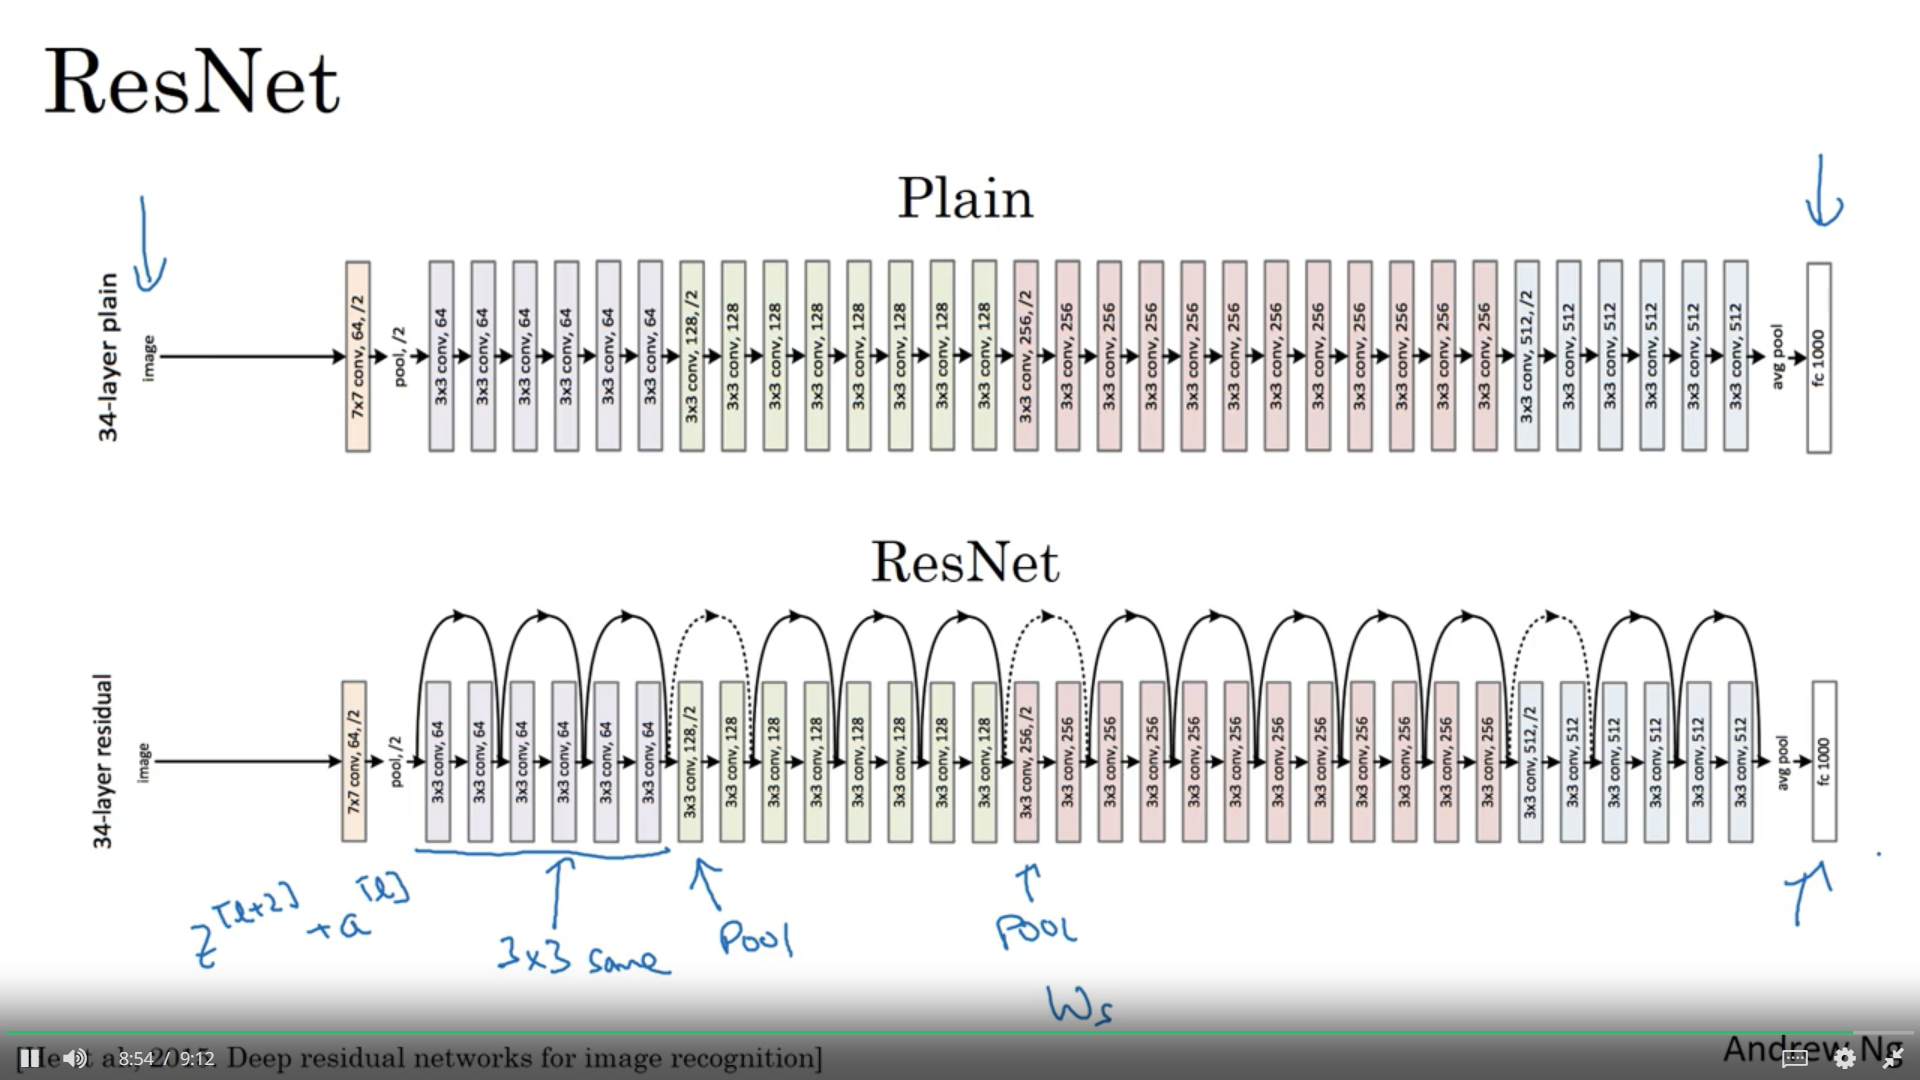 ResNet
Plain
34-layer plain
image
7x7 conv, 64, /2
pool, /2
3x3 conv, 64
3x3 conv, 64
3x3 conv, 64
3x3 conv, 64
3x3 conv, 64
3x3 conv, 64
3x3 conv, 128, /2
3x3 conv, 128
3x3 conv, 128
3x3 conv, 128
3x3 conv, 128
3x3 conv, 128
3x3 conv, 128
3x3 conv, 128
3x3 conv, 256, /2
3x3 conv, 256
3x3 conv, 256
3x3 conv, 256
3x3 conv, 256
3x3 conv, 256
3x3 conv, 256
3x3 conv, 256
3x3 conv, 256
3x3 conv, 256
3x3 conv, 256
3x3 conv, 256
3x3 conv, 512, /2
3x3 conv, 512
3x3 conv, 512
3x3 conv, 512
3x3 conv, 512
3x3 conv, 512
avg pool
fc 1000
ResNet
34-layer residual
image
7x7 conv, 64, /2
pool, /2
3x3 conv, 64
3x3 conv, 64
3x3 conv, 64
3x3 conv, 64
3x3 conv, 64
3x3 conv, 64
3x3 conv, 128, /2
3x3 conv, 128
3x3 conv, 128
3x3 conv, 128
3x3 conv, 128
3x3 conv, 128
3x3 conv, 128
3x3 conv, 128
3x3 conv, 256, /2
3x3 conv, 256
3x3 conv, 256
3x3 conv, 256
3x3 conv, 256
3x3 conv, 256
3x3 conv, 256
3x3 conv, 256
3x3 conv, 256
3x3 conv, 256
3x3 conv, 256
3x3 conv, 256
3x3 conv, 512, /2
3x3 conv, 512
3x3 conv, 512
3x3 conv, 512
3x3 conv, 512
3x3 conv, 512
avg pool
fc 1000
z[l+2] + a[l]
3x3 same
Pool
Pool
Ws
8:54 / 9:12
[He et al., 2015. Deep residual networks for image recognition]
Andrew Ng